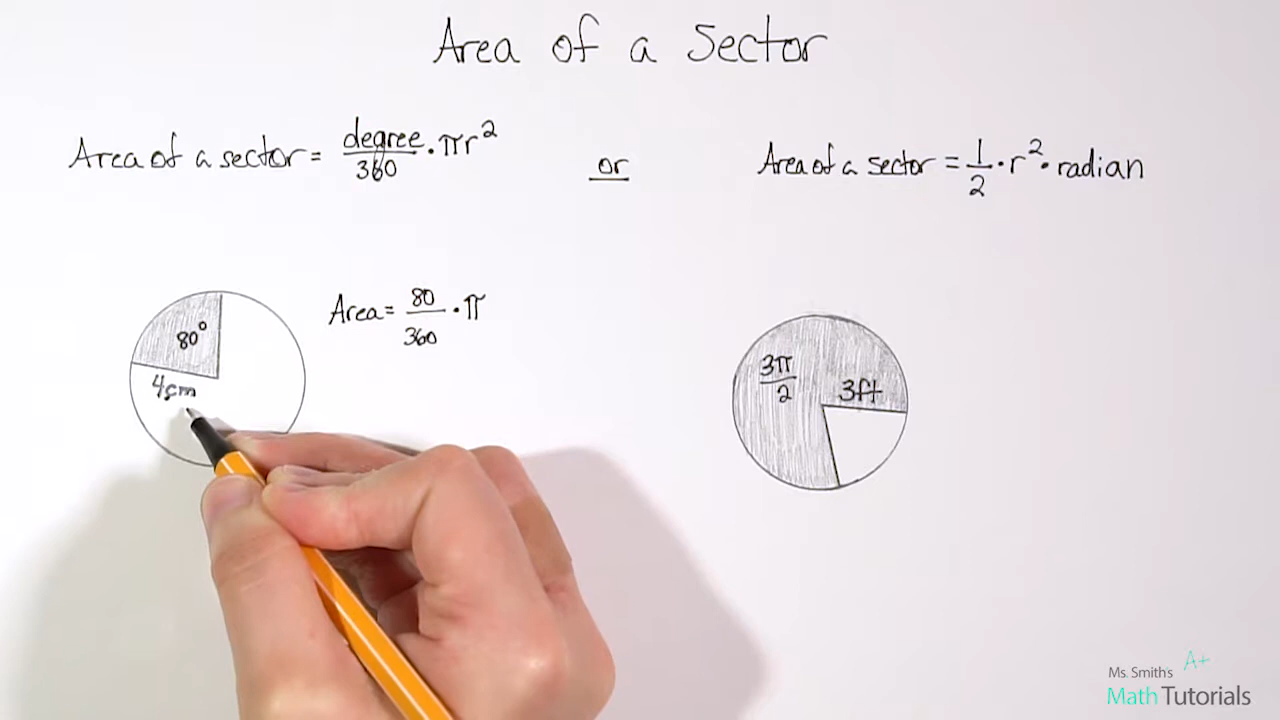 Area of a Sector
Area of a sector = degree/360 · πr²
or
Area of a sector = 1/2 · r² · radian
80°
4cm
Area = 80/360 · π
3π/2
3ft
Ms. Smith's A+
Math Tutorials